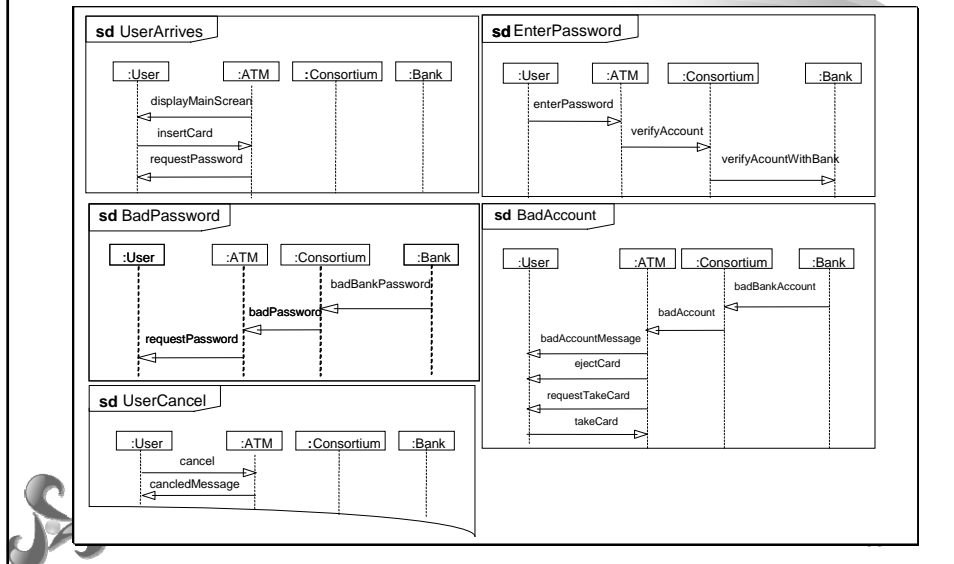 sd UserArrives
:User :ATM :Consortium :Bank
displayMainScrean
insertCard
requestPassword
sd EnterPassword
:User :ATM :Consortium :Bank
enterPassword
verifyAccount
verifyAcountWithBank
sd BadPassword
:User :ATM :Consortium :Bank
badBankPassword
badPassword
requestPassword
sd BadAccount
:User :ATM :Consortium :Bank
badBankAccount
badAccount
badAccountMessage
ejectCard
requestTakeCard
takeCard
sd UserCancel
:User :ATM :Consortium :Bank
cancel
cancledMessage